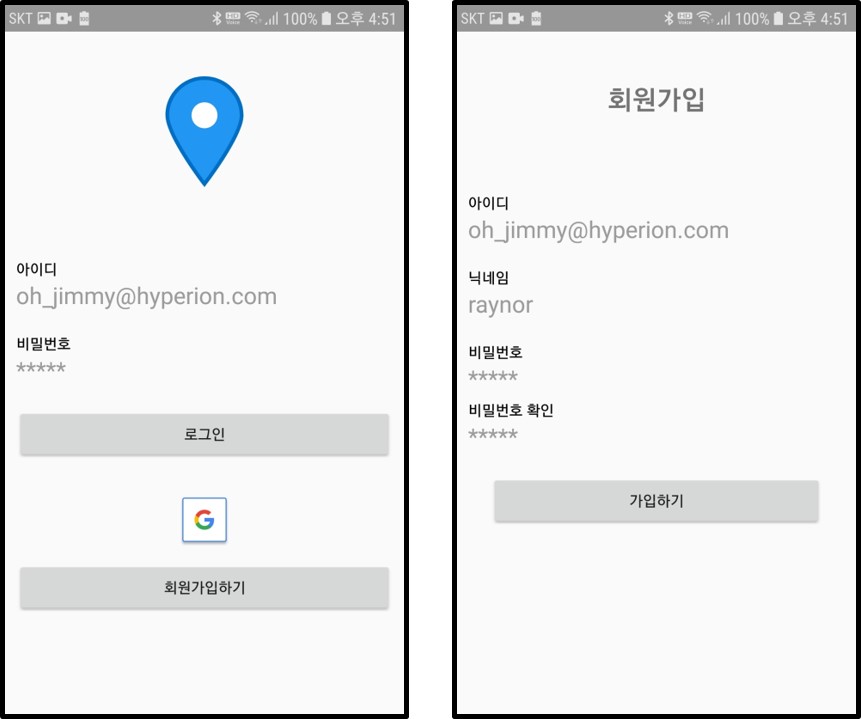 SKT 100% 오후 4:51
아이디
oh_jimmy@hyperion.com
비밀번호
*****
로그인
G
회원가입하기
SKT 100% 오후 4:51
회원가입
아이디
oh_jimmy@hyperion.com
닉네임
raynor
비밀번호
*****
비밀번호 확인
*****
가입하기